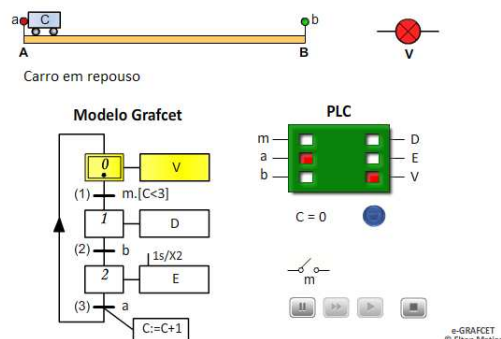 a C b
A B V
Carro em repouso
Modelo Grafcet
PLC
0 V
(1) m.[C<3]
1 D
(2) b
1s/X2
2 E
(3) a
C:=C+1
m D
a E
b V
C = 0
m
e-GRAFCET